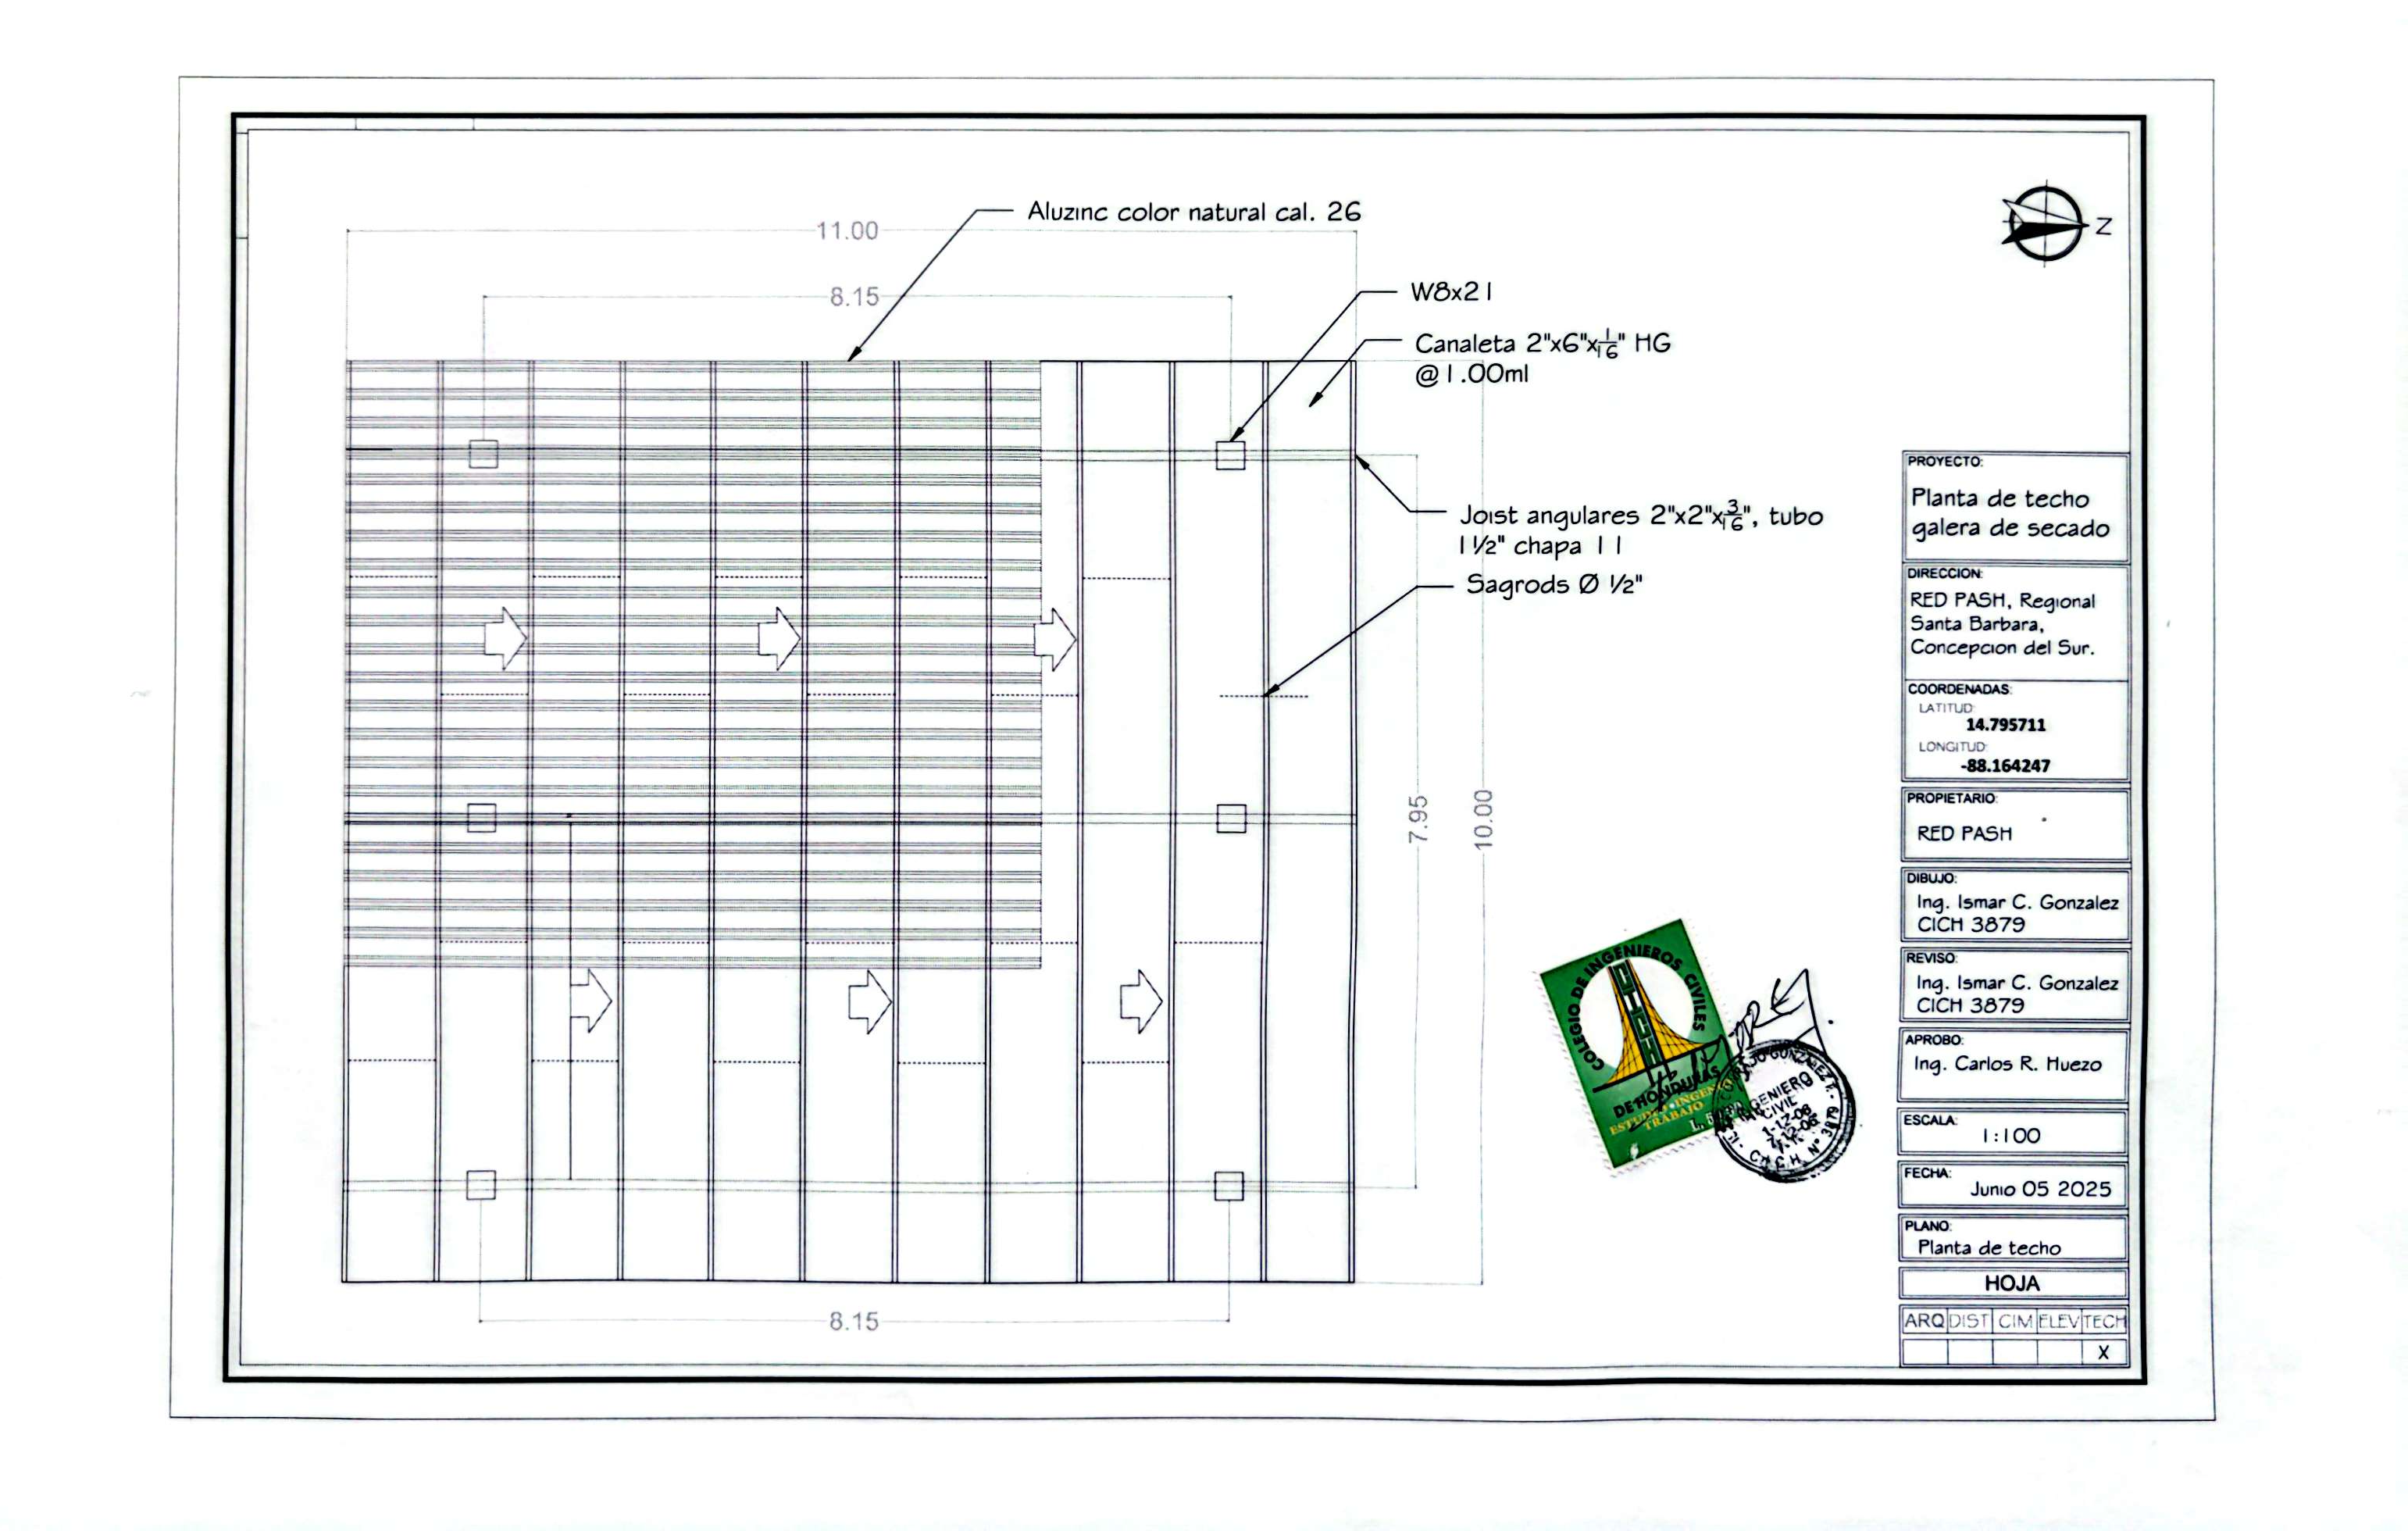 Aluzinc color natural cal. 26
11.00
8.15
W8x21
Canaleta 2"x6"x1/16" HG
@1.00ml
Joist angulares 2"x2"x3/16", tubo
1½" chapa 11
Sagrods Ø ½"
7.95
10.00
8.15
Z
PROYECTO:
Planta de techo
galera de secado
DIRECCION:
RED PASH, Regional
Santa Barbara,
Concepcion del Sur.
COORDENADAS:
LATITUD:
14.795711
LONGITUD:
-88.164247
PROPIETARIO:
RED PASH
DIBUJO:
Ing. Ismar C. Gonzalez
CICH 3879
REVISO:
Ing. Ismar C. Gonzalez
CICH 3879
APROBO:
Ing. Carlos R. Huezo
ESCALA:
1:100
FECHA:
Junio 05 2025
PLANO:
Planta de techo
HOJA
ARQ DIST CIM ELEV TECH
X
COLEGIO DE INGENIEROS CIVILES
DE HONDURAS
TRABAJO
CIVIL
C.I.C.H. Nº 3879